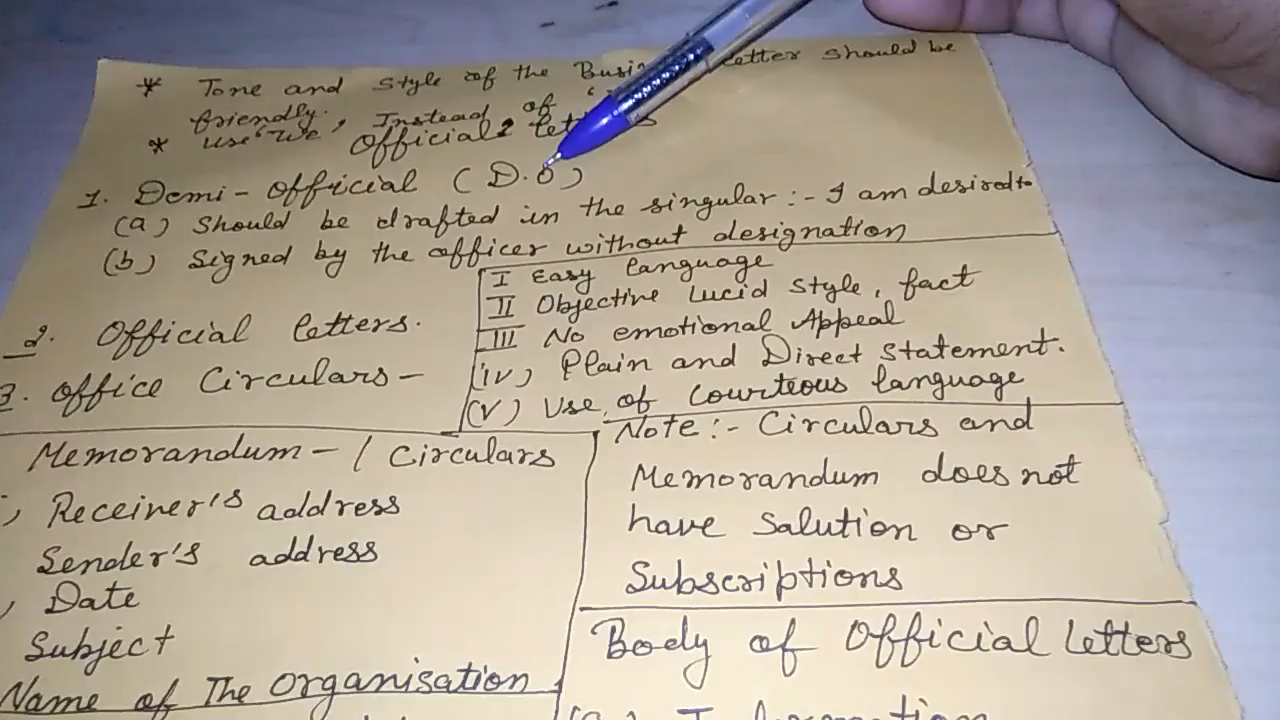 * Tone and Style of the Letter should be
friendly.
* use "We", Instead of
Official
1. Demi-official (D.O)
(a) Should be drafted in the singular:- I am desired to
(b) Signed by the officer without designation
I Easy language
II Objective Lucid style, fact
III No emotional Appeal
(iv) Plain and Direct statement.
(v) Use of courteous language
2. Official letters.
3. office Circulars-
Memorandum - / Circulars
Receiver's address
Sender's address
Date
Subject
Name of The Organisation
Note:- Circulars and
Memorandum does not
have Salution or
Subscriptions
Body of Official Letters